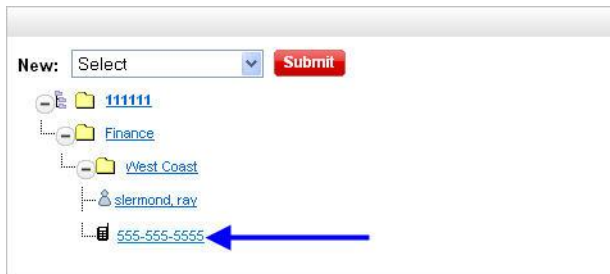 New: Select Submit
111111
Finance
West Coast
slermond, ray
555-555-5555